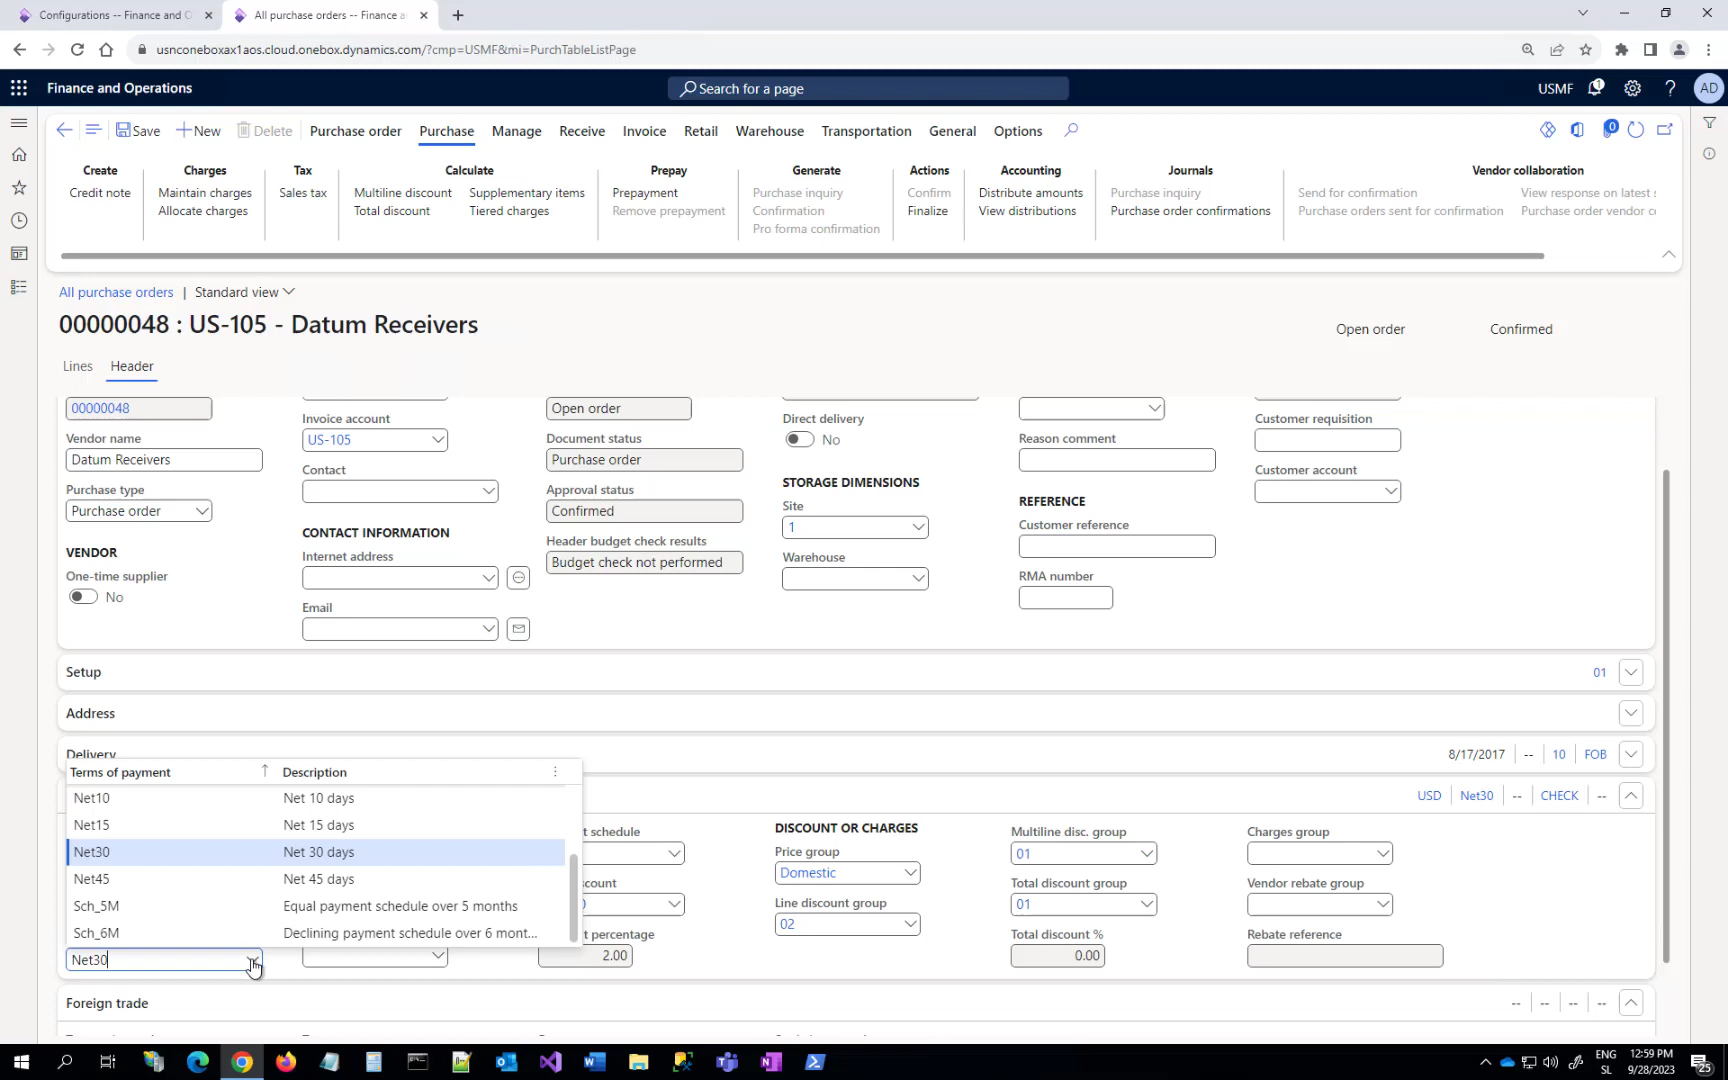 Configurations -- Finance and O
All purchase orders -- Finance a
usnconeboxax1aos.cloud.onebox.dynamics.com/?cmp=USMF&mi=PurchTableListPage
Finance and Operations
Search for a page
USMF
1
AD
Save
New
Delete
Purchase order
Purchase
Manage
Receive
Invoice
Retail
Warehouse
Transportation
General
Options
0
Create
Charges
Tax
Calculate
Prepay
Generate
Actions
Accounting
Journals
Vendor collaboration
Credit note
Maintain charges
Sales tax
Multiline discount
Supplementary items
Prepayment
Purchase inquiry
Confirm
Distribute amounts
Purchase inquiry
Send for confirmation
View response on latest
Allocate charges
Total discount
Tiered charges
Remove prepayment
Confirmation
Finalize
View distributions
Purchase order confirmations
Purchase orders sent for confirmation
Purchase order vendor
Pro forma confirmation
All purchase orders | Standard view
00000048 : US-105 - Datum Receivers
Open order
Confirmed
Lines
Header
00000048
Open order
Invoice account
Direct delivery
Customer requisition
Vendor name
US-105
Document status
No
Reason comment
Datum Receivers
Purchase order
Contact
Customer account
Purchase type
Approval status
STORAGE DIMENSIONS
Purchase order
Confirmed
Site
REFERENCE
1
Customer reference
VENDOR
CONTACT INFORMATION
Header budget check results
Internet address
Budget check not performed
Warehouse
One-time supplier
RMA number
No
Email
Setup
01
Address
Delivery
8/17/2017
--
10
FOB
Terms of payment
Description
Net10
Net 10 days
Net15
Net 15 days
Net30
Net 30 days
Net45
Net 45 days
Sch_5M
Equal payment schedule over 5 months
Sch_6M
Declining payment schedule over 6 mont...
Net30
USD
Net30
--
CHECK
--
t schedule
DISCOUNT OR CHARGES
Multiline disc. group
Charges group
Price group
01
Domestic
count
Total discount group
Vendor rebate group
Line discount group
01
02
t percentage
Total discount %
Rebate reference
2.00
0.00
Foreign trade
--
--
--
--
ENG
SL
12:59 PM
9/28/2023
25